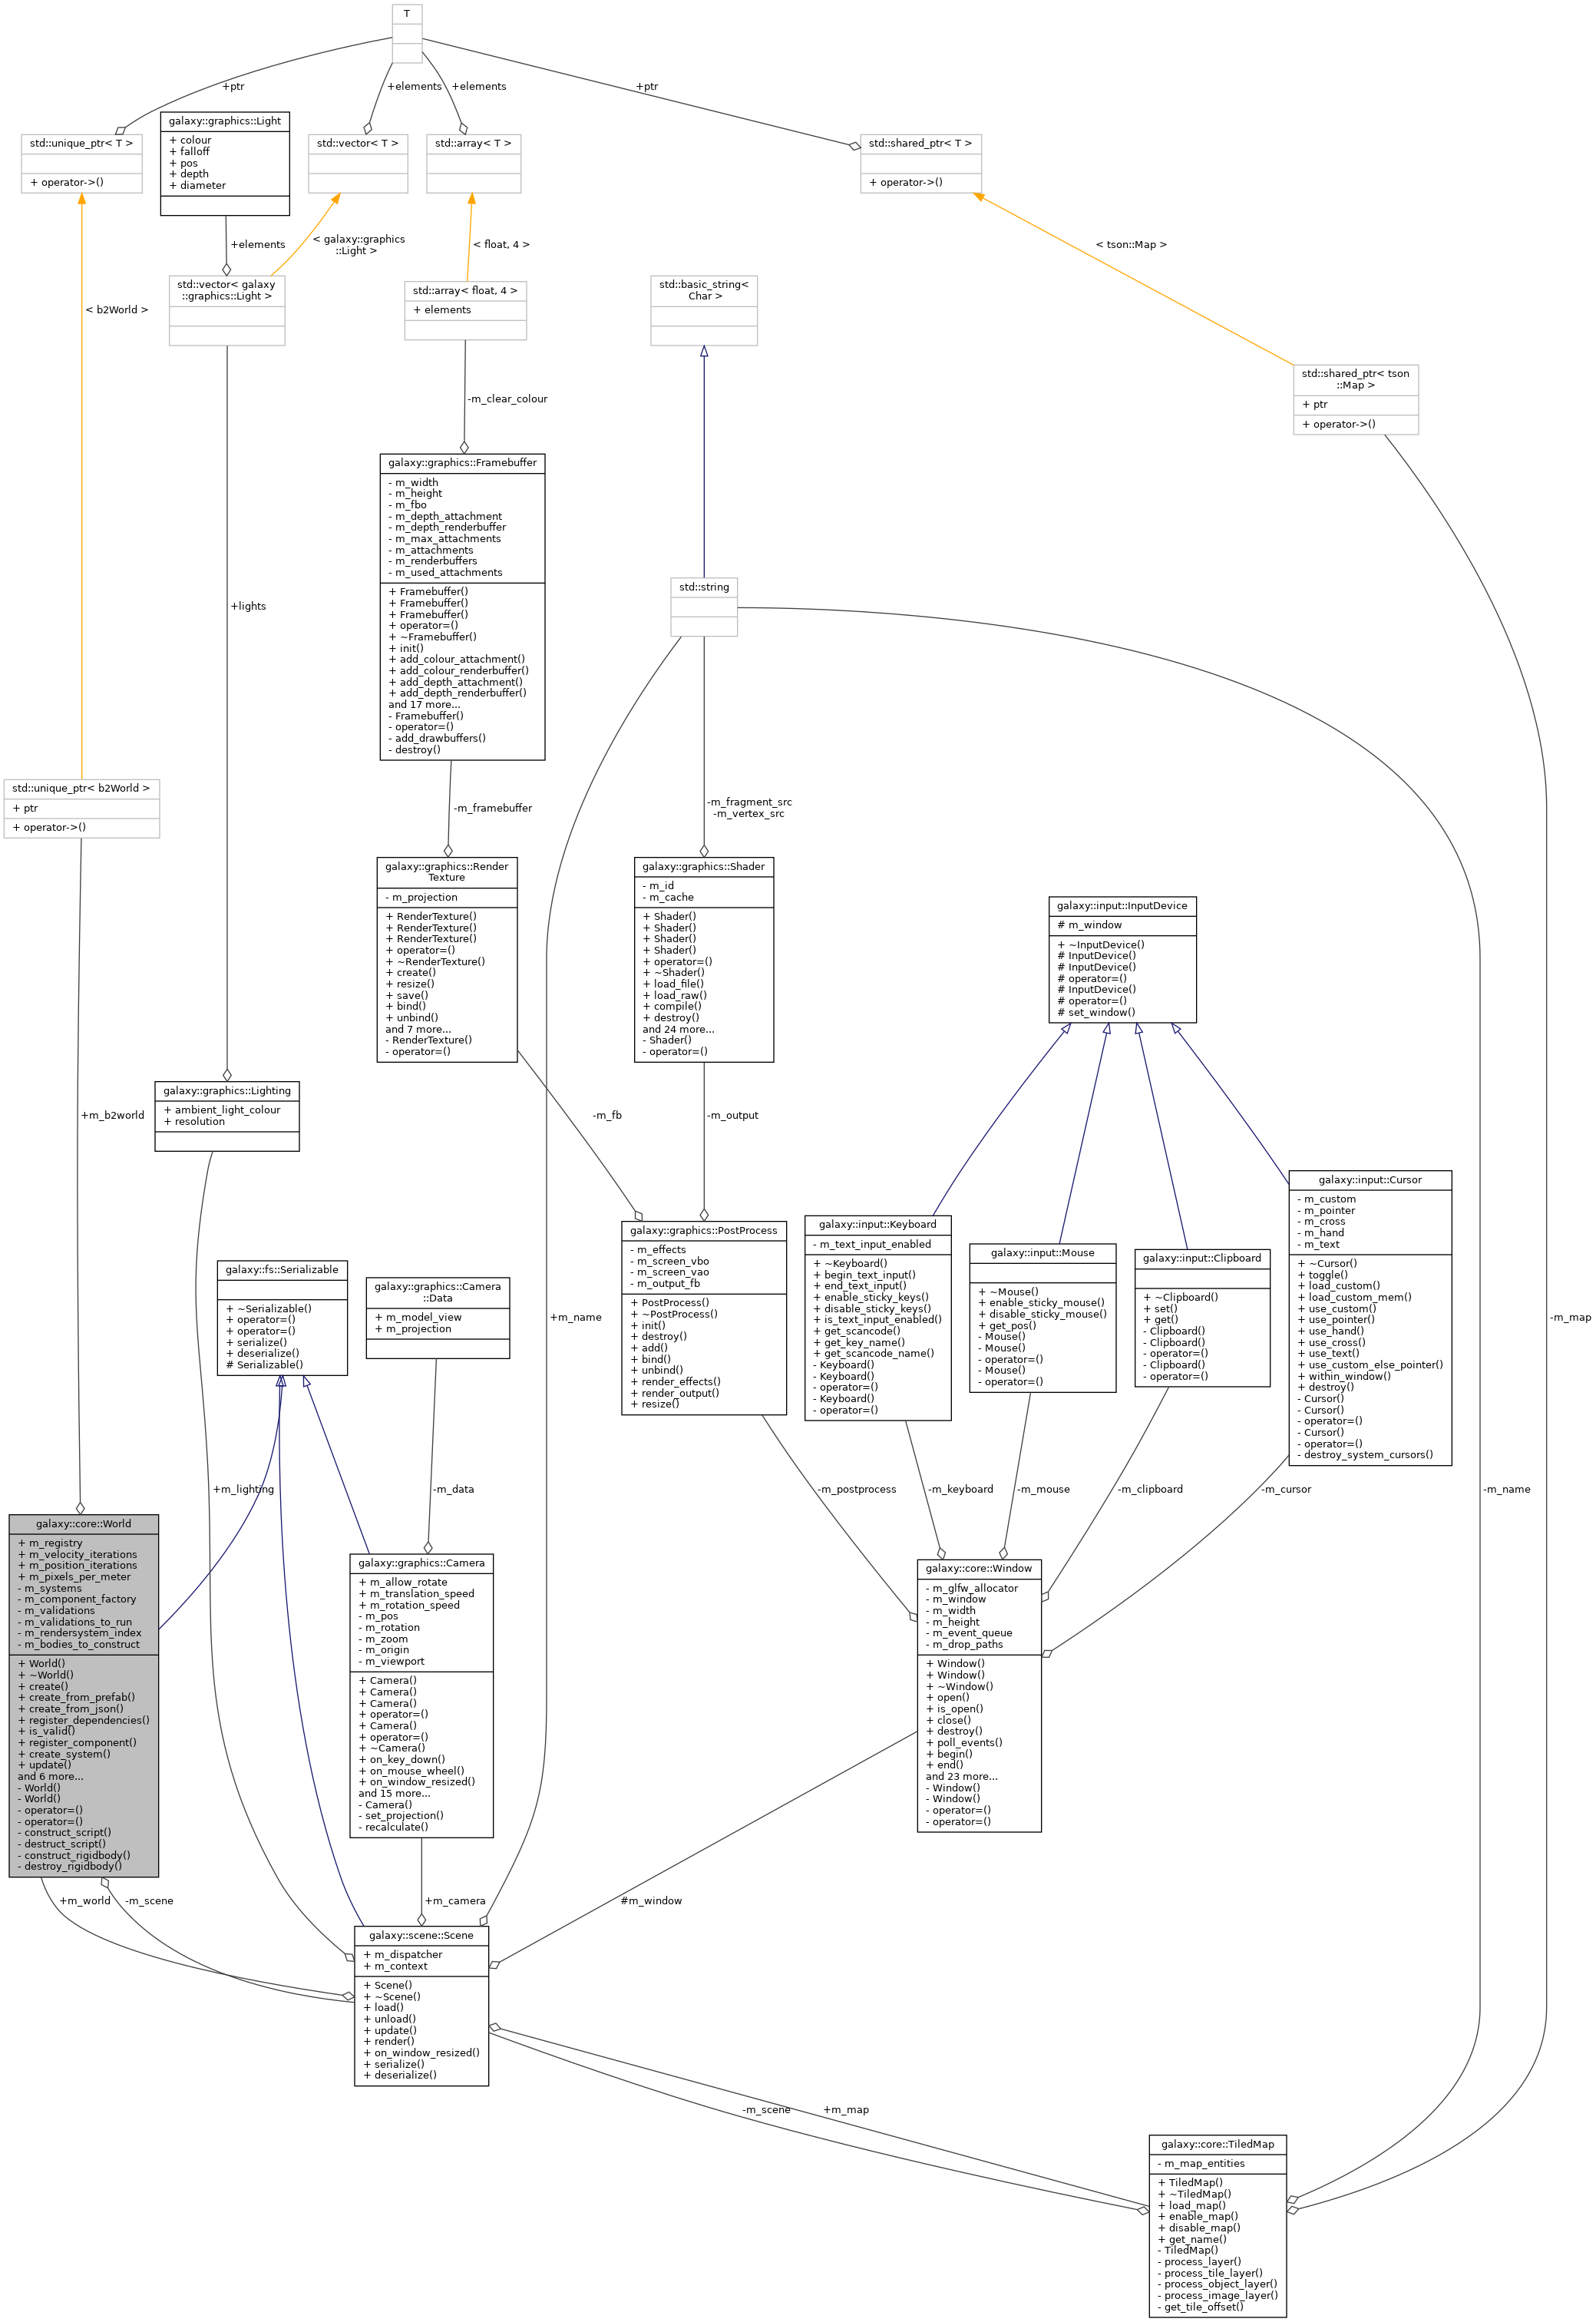 T
+ptr
+elements
+elements
+ptr
galaxy::graphics::Light
+ colour
+ falloff
+ pos
+ depth
+ diameter
std::unique_ptr< T >
+ operator->()
std::vector< T >
std::array< T >
std::shared_ptr< T >
+ operator->()
+elements
< galaxy::graphics
::Light >
< float, 4 >
< tson::Map >
< b2World >
std::vector< galaxy
::graphics::Light >
std::array< float, 4 >
+ elements
std::basic_string<
Char >
std::shared_ptr< tson
::Map >
+ ptr
+ operator->()
-m_clear_colour
galaxy::graphics::Framebuffer
- m_width
- m_height
- m_fbo
- m_depth_attachment
- m_depth_renderbuffer
- m_max_attachments
- m_attachments
- m_renderbuffers
- m_used_attachments
+ Framebuffer()
+ Framebuffer()
+ Framebuffer()
+ operator=()
+ ~Framebuffer()
+ init()
+ add_colour_attachment()
+ add_colour_renderbuffer()
+ add_depth_attachment()
+ add_depth_renderbuffer()
and 17 more...
- Framebuffer()
- operator=()
- add_drawbuffers()
- destroy()
std::string
+lights
std::unique_ptr< b2World >
+ ptr
+ operator->()
-m_framebuffer
-m_fragment_src
-m_vertex_src
galaxy::graphics::Render
Texture
- m_projection
+ RenderTexture()
+ RenderTexture()
+ RenderTexture()
+ operator=()
+ ~RenderTexture()
+ create()
+ resize()
+ save()
+ bind()
+ unbind()
and 7 more...
- RenderTexture()
- operator=()
galaxy::graphics::Shader
- m_id
- m_cache
+ Shader()
+ Shader()
+ Shader()
+ Shader()
+ operator=()
+ ~Shader()
+ load_file()
+ load_raw()
+ compile()
+ destroy()
and 24 more...
- Shader()
- operator=()
galaxy::input::InputDevice
# m_window
+ ~InputDevice()
# InputDevice()
# InputDevice()
# operator=()
# InputDevice()
# operator=()
# set_window()
galaxy::graphics::Lighting
+ ambient_light_colour
+ resolution
+m_b2world
-m_fb
-m_output
galaxy::input::Cursor
- m_custom
- m_pointer
- m_cross
- m_hand
- m_text
+ ~Cursor()
+ toggle()
+ load_custom()
+ load_custom_mem()
+ use_custom()
+ use_pointer()
+ use_hand()
+ use_cross()
+ use_text()
+ use_custom_else_pointer()
+ within_window()
+ destroy()
- Cursor()
- Cursor()
- operator=()
- Cursor()
- operator=()
- destroy_system_cursors()
galaxy::graphics::PostProcess
- m_effects
- m_screen_vbo
- m_screen_vao
- m_output_fb
+ PostProcess()
+ ~PostProcess()
+ init()
+ destroy()
+ add()
+ bind()
+ unbind()
+ render_effects()
+ render_output()
+ resize()
galaxy::input::Keyboard
- m_text_input_enabled
+ ~Keyboard()
+ begin_text_input()
+ end_text_input()
+ enable_sticky_keys()
+ disable_sticky_keys()
+ is_text_input_enabled()
+ get_scancode()
+ get_key_name()
+ get_scancode_name()
- Keyboard()
- Keyboard()
- operator=()
- Keyboard()
- operator=()
galaxy::input::Mouse
+ ~Mouse()
+ enable_sticky_mouse()
+ disable_sticky_mouse()
+ get_pos()
- Mouse()
- Mouse()
- operator=()
- Mouse()
- operator=()
galaxy::input::Clipboard
+ ~Clipboard()
+ set()
+ get()
- Clipboard()
- Clipboard()
- operator=()
- Clipboard()
- operator=()
galaxy::fs::Serializable
+ ~Serializable()
+ operator=()
+ operator=()
+ serialize()
+ deserialize()
# Serializable()
galaxy::graphics::Camera
::Data
+ m_model_view
+ m_projection
+m_name
-m_map
+m_lighting
-m_data
-m_postprocess
-m_keyboard
-m_mouse
-m_clipboard
-m_cursor
-m_name
galaxy::core::World
+ m_registry
+ m_velocity_iterations
+ m_position_iterations
+ m_pixels_per_meter
- m_systems
- m_component_factory
- m_validations
- m_validations_to_run
- m_rendersystem_index
- m_bodies_to_construct
+ World()
+ ~World()
+ create()
+ create_from_prefab()
+ create_from_json()
+ register_dependencies()
+ is_valid()
+ register_component()
+ create_system()
+ update()
and 6 more...
- World()
- World()
- operator=()
- operator=()
- construct_script()
- destruct_script()
- construct_rigidbody()
- destroy_rigidbody()
galaxy::graphics::Camera
+ m_allow_rotate
+ m_translation_speed
+ m_rotation_speed
- m_pos
- m_rotation
- m_zoom
- m_origin
- m_viewport
+ Camera()
+ Camera()
+ Camera()
+ operator=()
+ Camera()
+ operator=()
+ ~Camera()
+ on_key_down()
+ on_mouse_wheel()
+ on_window_resized()
and 15 more...
- Camera()
- set_projection()
- recalculate()
galaxy::core::Window
- m_glfw_allocator
- m_window
- m_width
- m_height
- m_event_queue
- m_drop_paths
+ Window()
+ Window()
+ ~Window()
+ open()
+ is_open()
+ close()
+ destroy()
+ poll_events()
+ begin()
+ end()
and 23 more...
- Window()
- Window()
- operator=()
- operator=()
+m_world
-m_scene
+m_camera
#m_window
galaxy::scene::Scene
+ m_dispatcher
+ m_context
+ Scene()
+ ~Scene()
+ load()
+ unload()
+ update()
+ render()
+ on_window_resized()
+ serialize()
+ deserialize()
-m_scene
+m_map
galaxy::core::TiledMap
- m_map_entities
+ TiledMap()
+ ~TiledMap()
+ load_map()
+ enable_map()
+ disable_map()
+ get_name()
- TiledMap()
- process_layer()
- process_tile_layer()
- process_object_layer()
- process_image_layer()
- get_tile_offset()